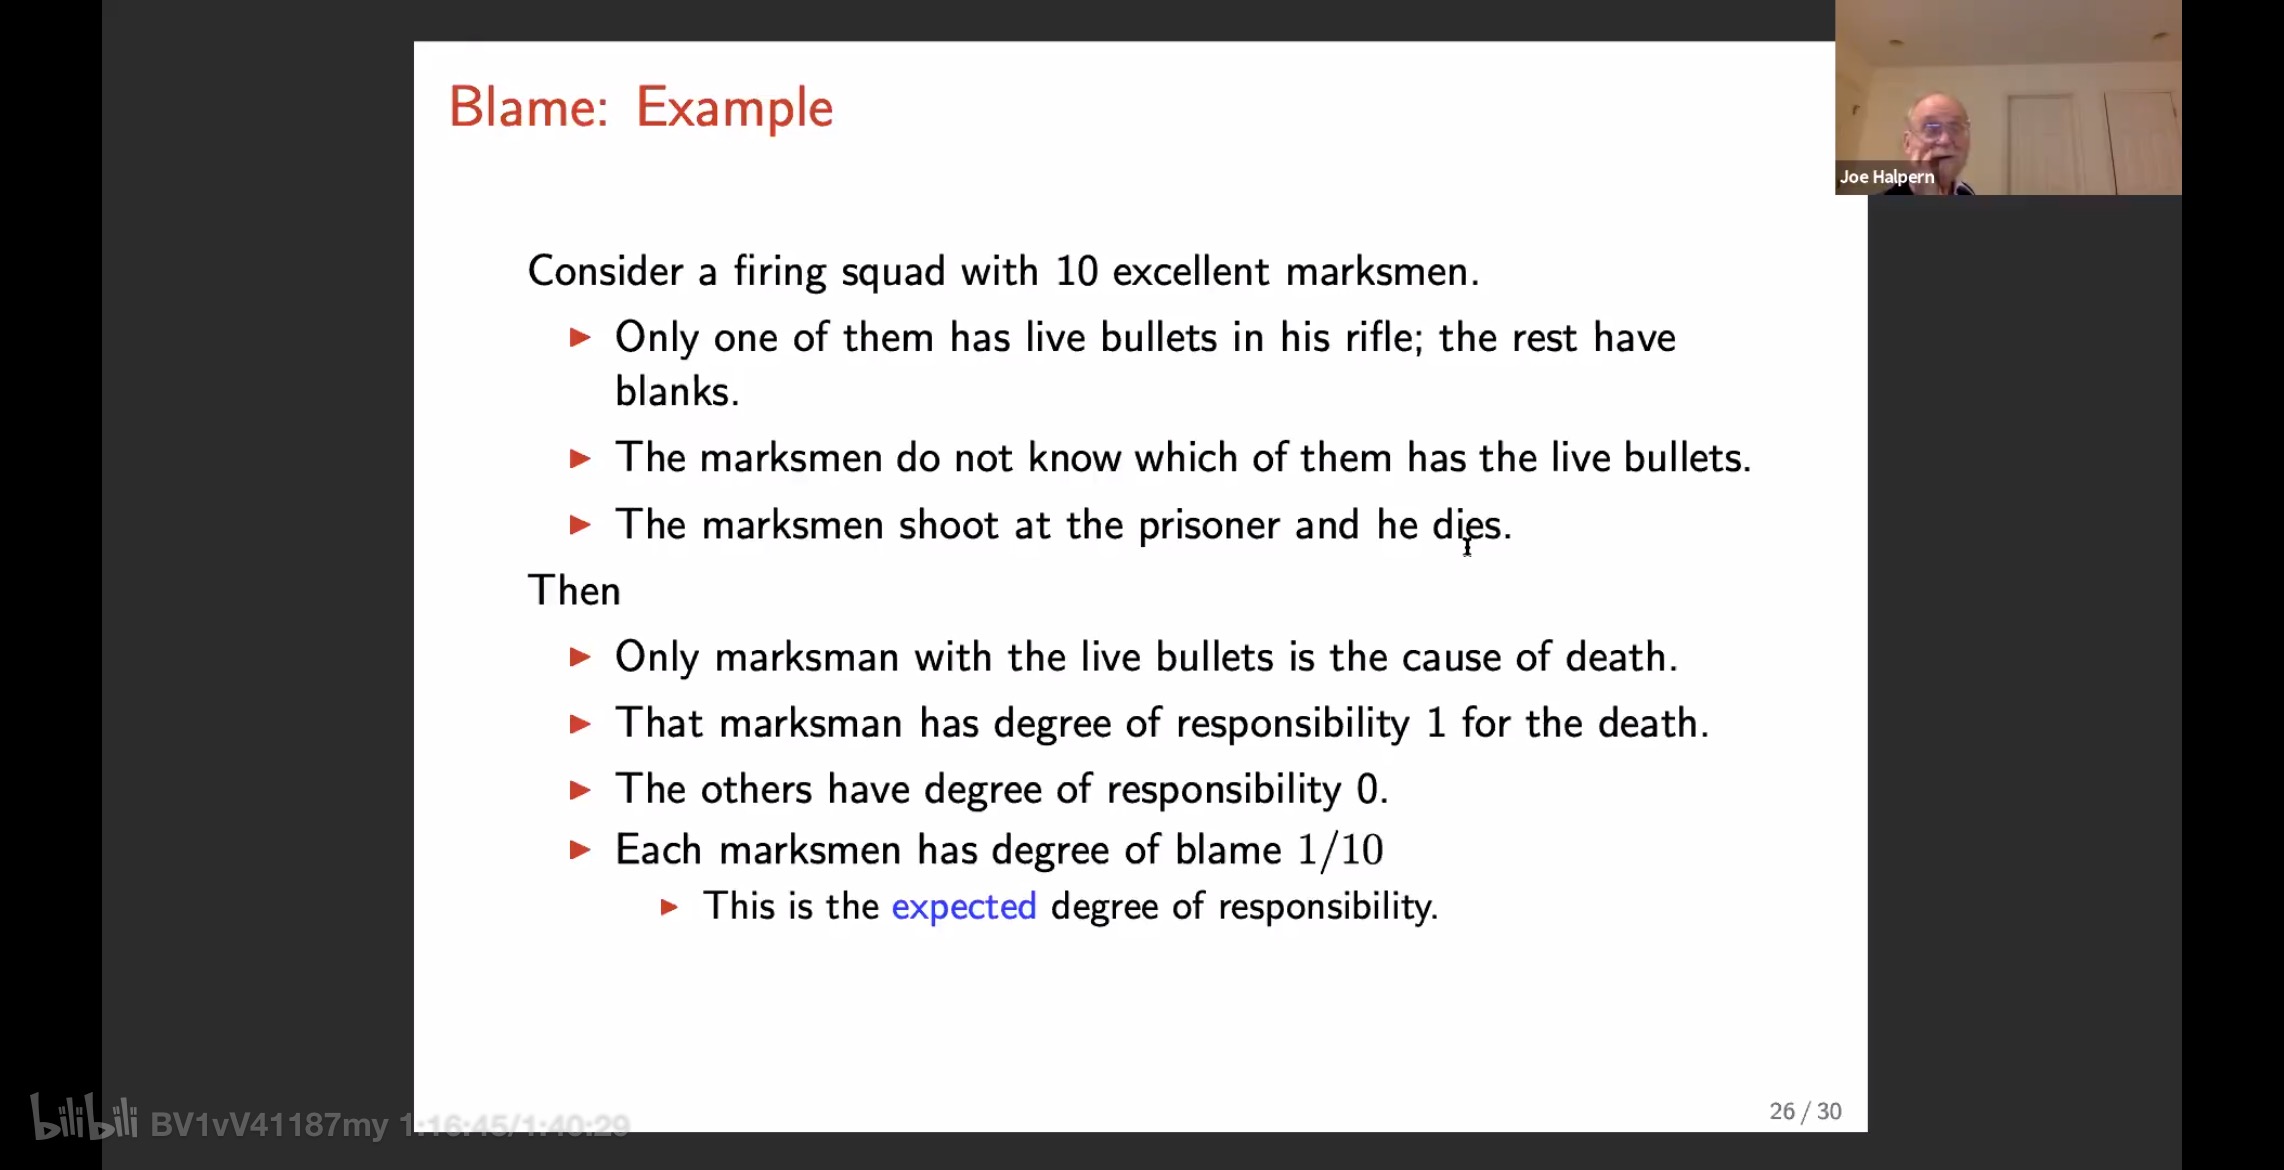 Blame: Example
Joe Halpern
Consider a firing squad with 10 excellent marksmen.
▶ Only one of them has live bullets in his rifle; the rest have
blanks.
▶ The marksmen do not know which of them has the live bullets.
▶ The marksmen shoot at the prisoner and he dies.
Then
▶ Only marksman with the live bullets is the cause of death.
▶ That marksman has degree of responsibility 1 for the death.
▶ The others have degree of responsibility 0.
▶ Each marksmen has degree of blame 1/10
▶ This is the expected degree of responsibility.
26 / 30
bilibili BV1vV41187my 1:16:45/1:40:29